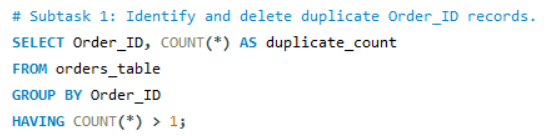 # Subtask 1: Identify and delete duplicate Order_ID records.
SELECT Order_ID, COUNT(*) AS duplicate_count
FROM orders_table
GROUP BY Order_ID
HAVING COUNT(*) > 1;